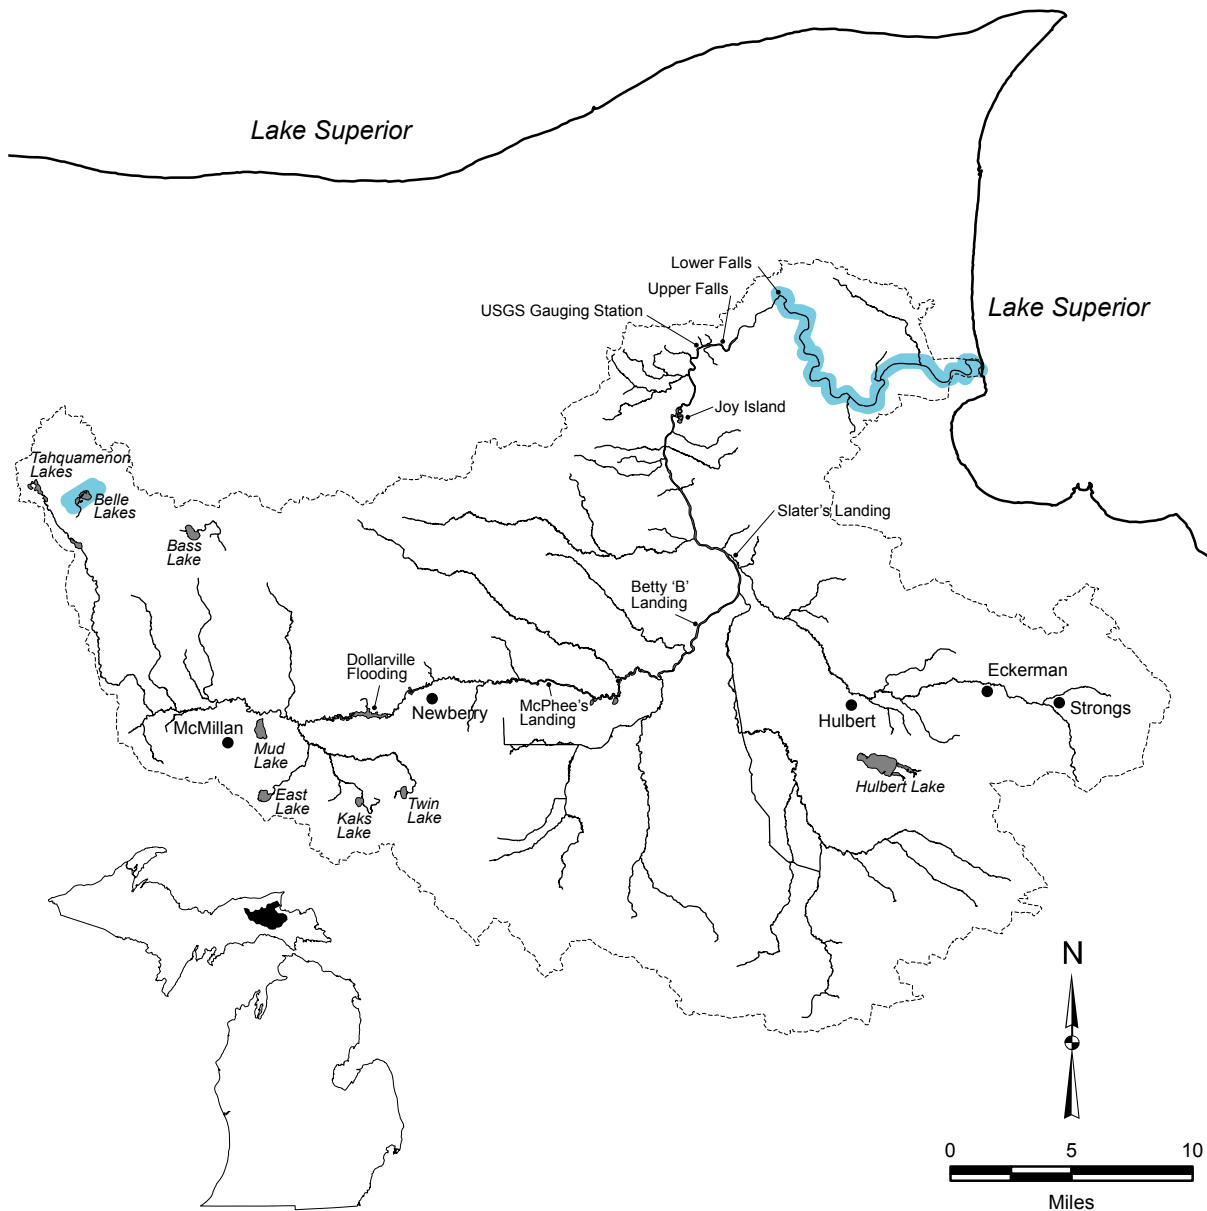 Lake Superior
Lower Falls
Upper Falls
USGS Gauging Station
Lake Superior
Joy Island
Tahquamenon
Lakes
Belle
Lakes
Bass
Lake
Slater's Landing
Betty 'B'
Landing
Dollarville
Flooding
Newberry
McPhee's
Landing
Eckerman
Strongs
Hulbert
McMillan
Mud
Lake
Hulbert Lake
East
Lake
Kaks
Lake
Twin
Lake
N
0 5 10
Miles